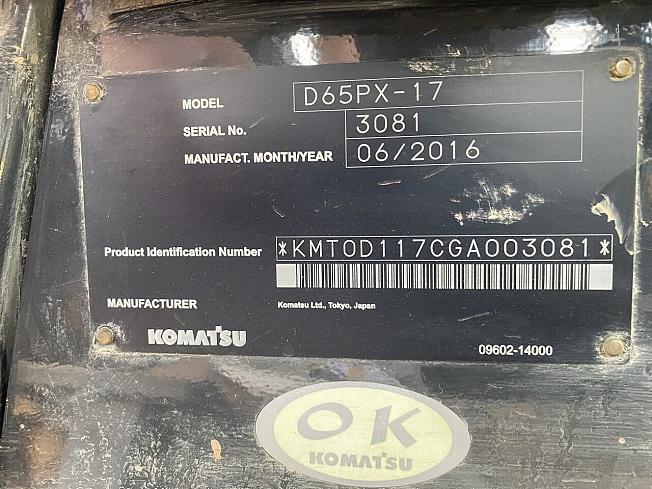 MODEL D65PX-17
SERIAL No. 3081
MANUFACT. MONTH/YEAR 06/2016
Product Identification Number *KMT0D117CGA003081*
MANUFACTURER Komatsu Ltd., Tokyo, Japan
KOMATSU 09602-14000
OK
KOMATSU